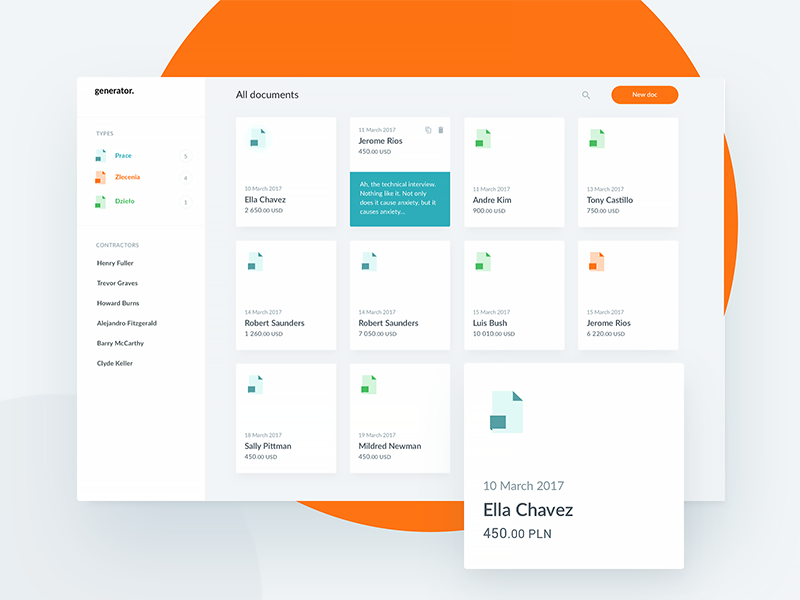 generator.
All documents
New doc
TYPES
Prace 5
Zlecenia 4
Dzieło 1
CONTRACTORS
Henry Fuller
Trevor Graves
Howard Burns
Alejandro Fitzgerald
Barry McCarthy
Clyde Keller
10 March 2017
Ella Chavez
2 650.00 USD
11 March 2017
Jerome Rios
450.00 USD
Ah, the technical interview.
Nothing like it. Not only
does it cause anxiety, but it
causes anxiety...
11 March 2017
Andre Kim
900.00 USD
13 March 2017
Tony Castillo
750.00 USD
14 March 2017
Robert Saunders
1 260.00 USD
14 March 2017
Robert Saunders
7 050.00 USD
15 March 2017
Luis Bush
10 010.00 USD
15 March 2017
Jerome Rios
6 220.00 USD
18 March 2017
Sally Pittman
450.00 USD
19 March 2017
Mildred Newman
450.00 USD
10 March 2017
Ella Chavez
450.00 PLN